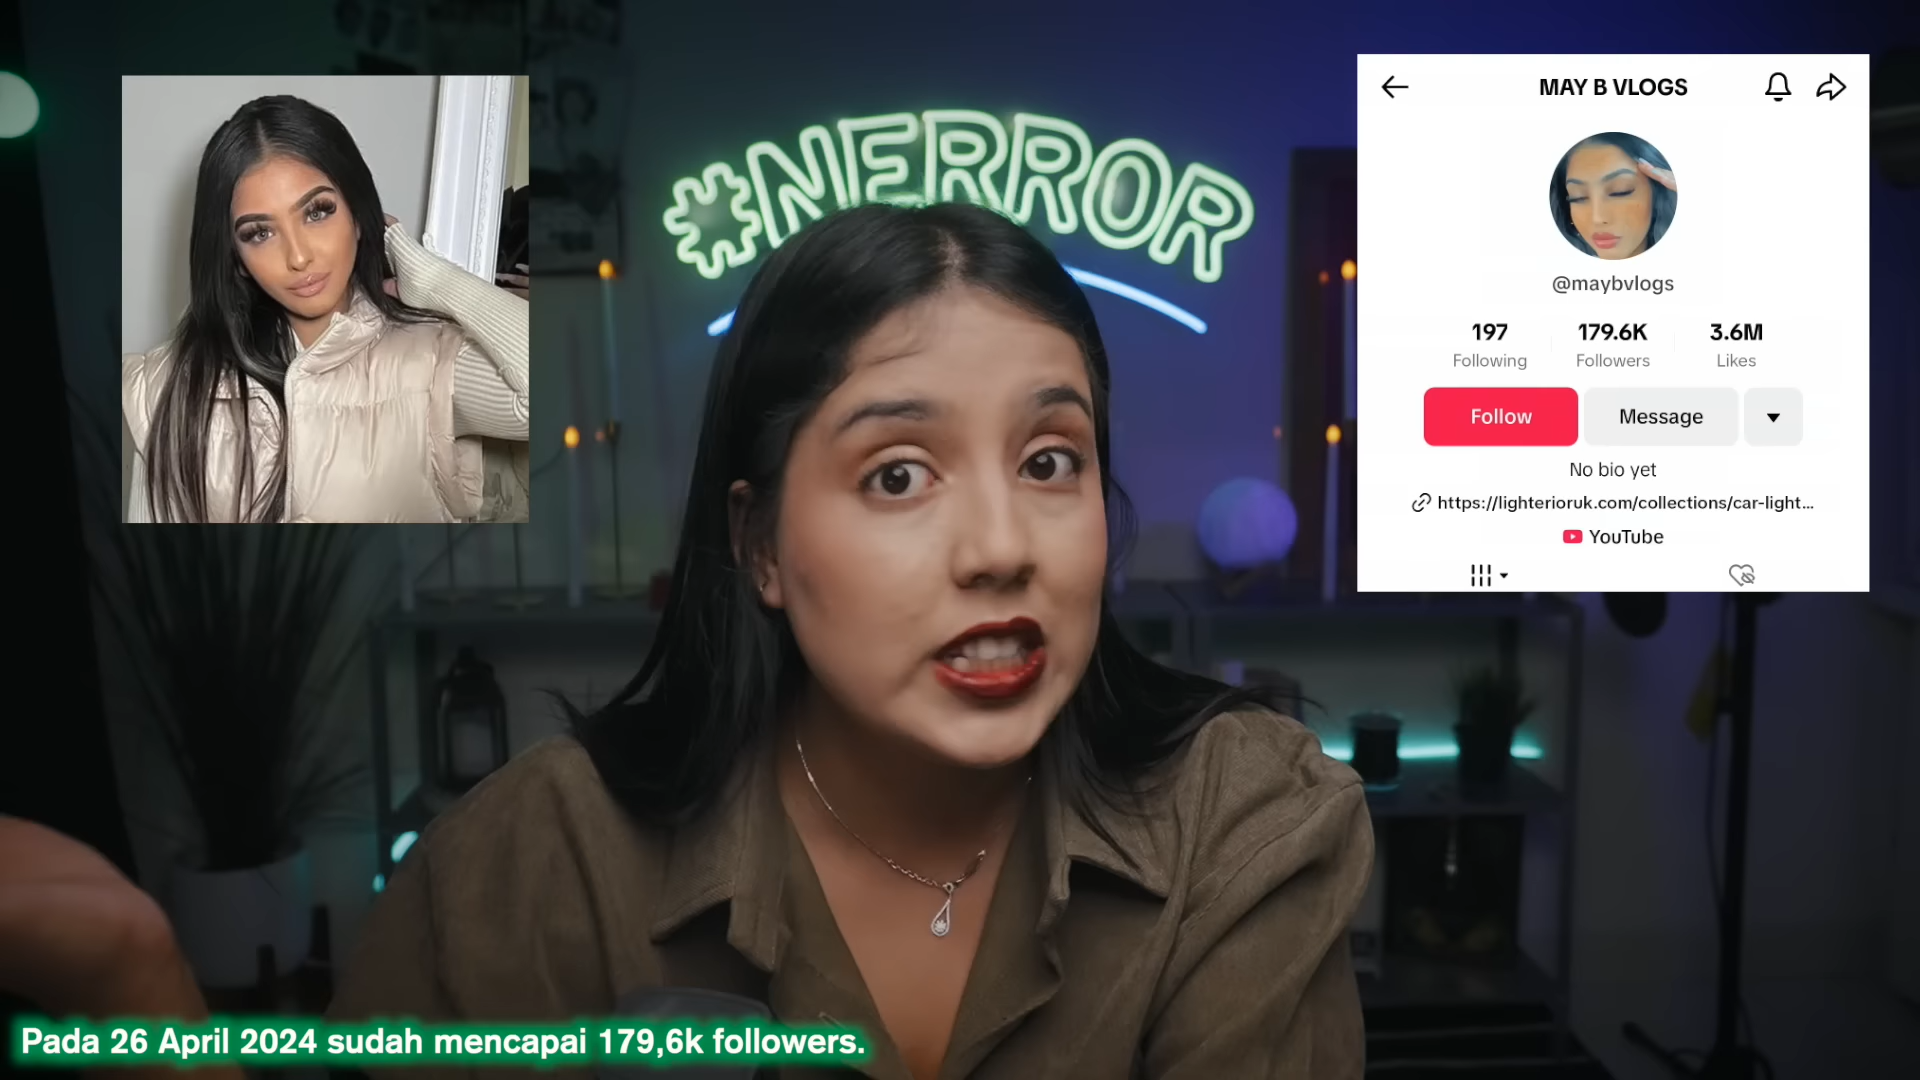 #NERROR
MAY B VLOGS
@maybvlogs
197 179.6K 3.6M
Following Followers Likes
Follow Message
No bio yet
https://lighterioruk.com/collections/car-light...
YouTube
Pada 26 April 2024 sudah mencapai 179,6k followers.